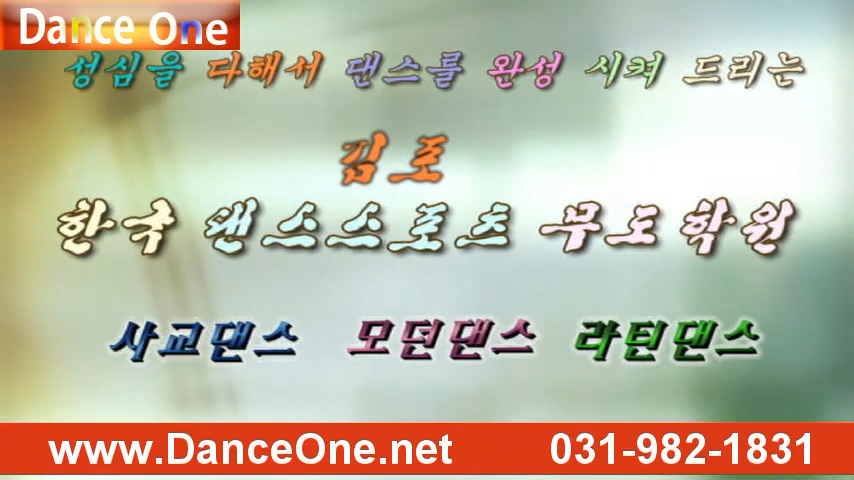 Dance One
성심을 다해서 댄스를 완성 시켜 드리는
김포
한국 댄스스포츠 무도학원
사교댄스 모던댄스 라틴댄스
www.DanceOne.net 031-982-1831